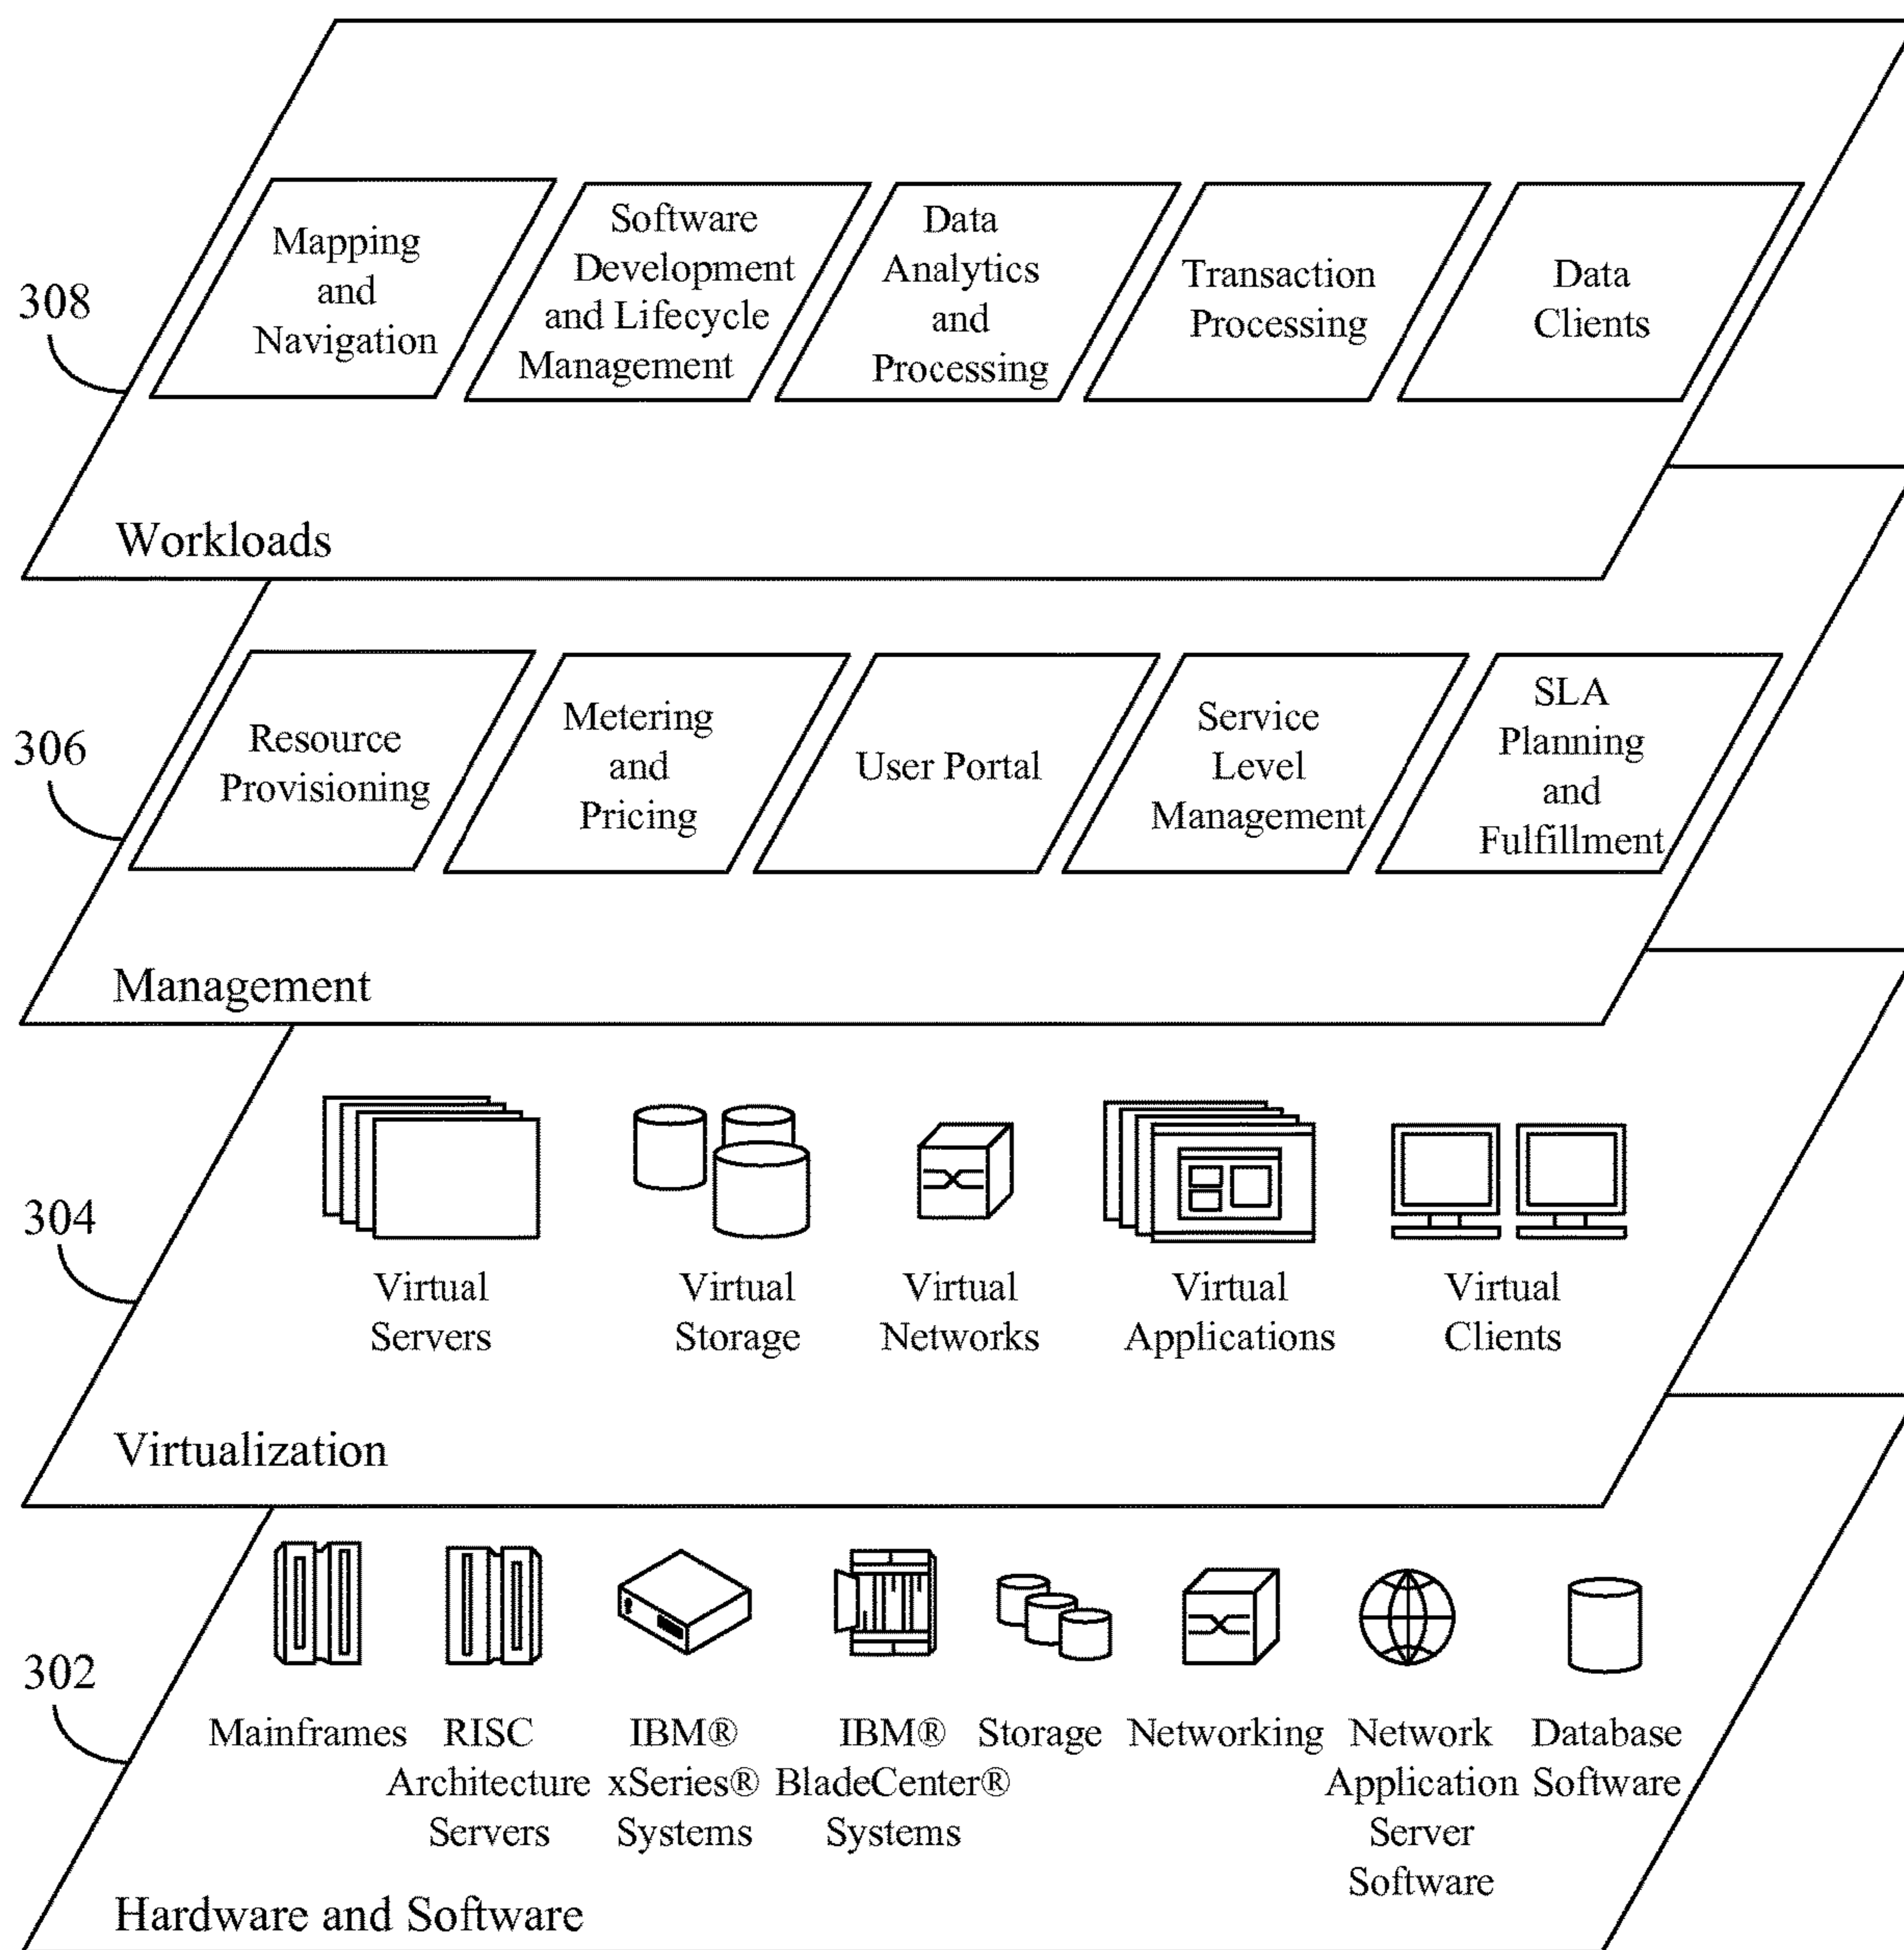 308
Mapping
and
Navigation
Software
Development
and Lifecycle
Management
Data
Analytics
and
Processing
Transaction
Processing
Data
Clients
Workloads
306
Resource
Provisioning
Metering
and
Pricing
User Portal
Service
Level
Management
SLA
Planning
and
Fulfillment
Management
304
Virtual
Servers
Virtual
Storage
Virtual
Networks
Virtual
Applications
Virtual
Clients
Virtualization
302
Mainframes
RISC
Architecture
Servers
IBM®
xSeries®
Systems
IBM®
BladeCenter®
Systems
Storage
Networking
Network
Application
Server
Software
Database
Software
Hardware and Software